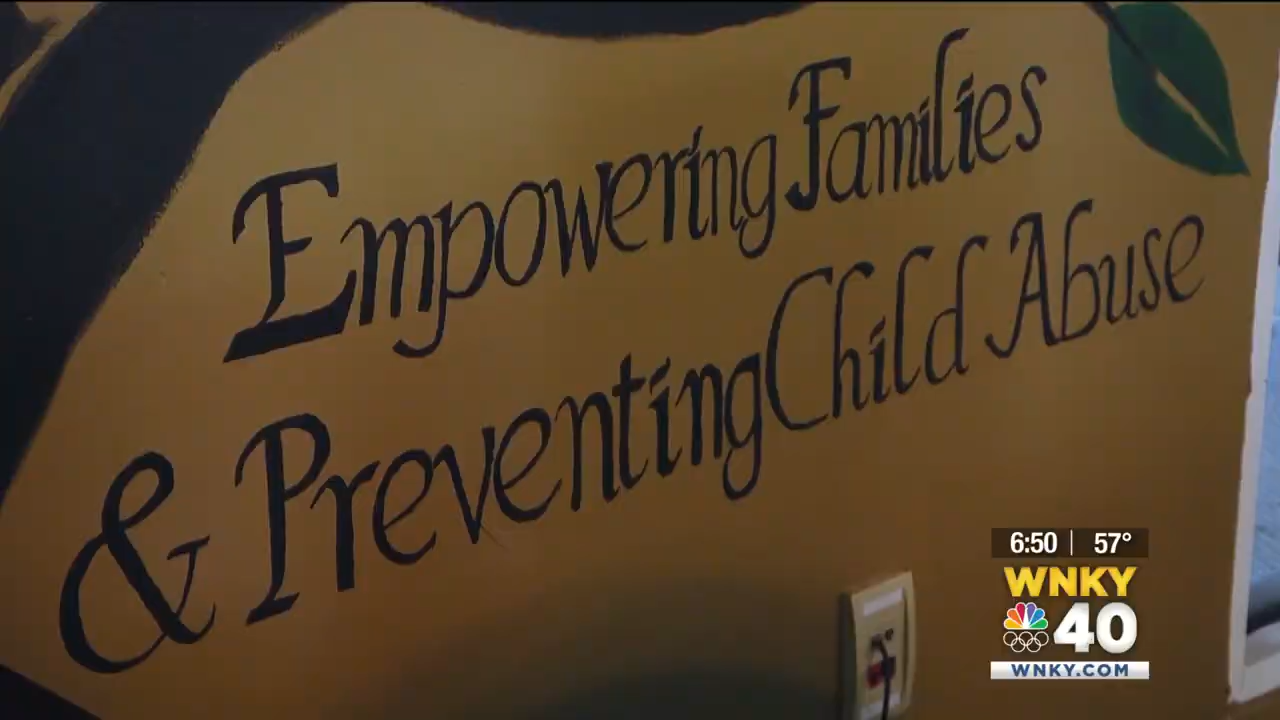 Empowering Families
& Preventing Child Abuse
6:50 | 57°
WNKY
40
WNKY.COM